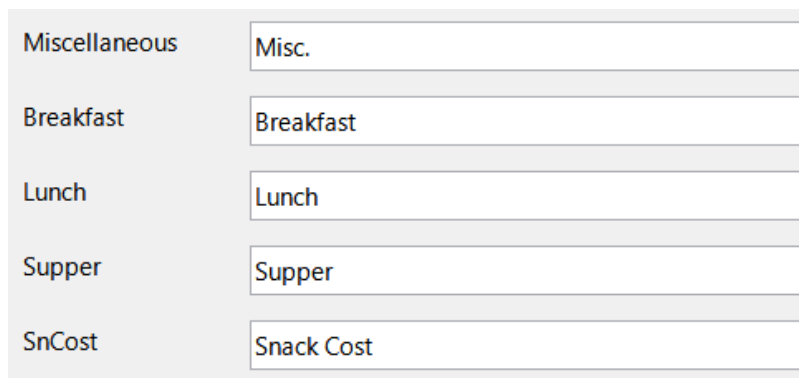 Miscellaneous Misc.
Breakfast Breakfast
Lunch Lunch
Supper Supper
SnCost Snack Cost